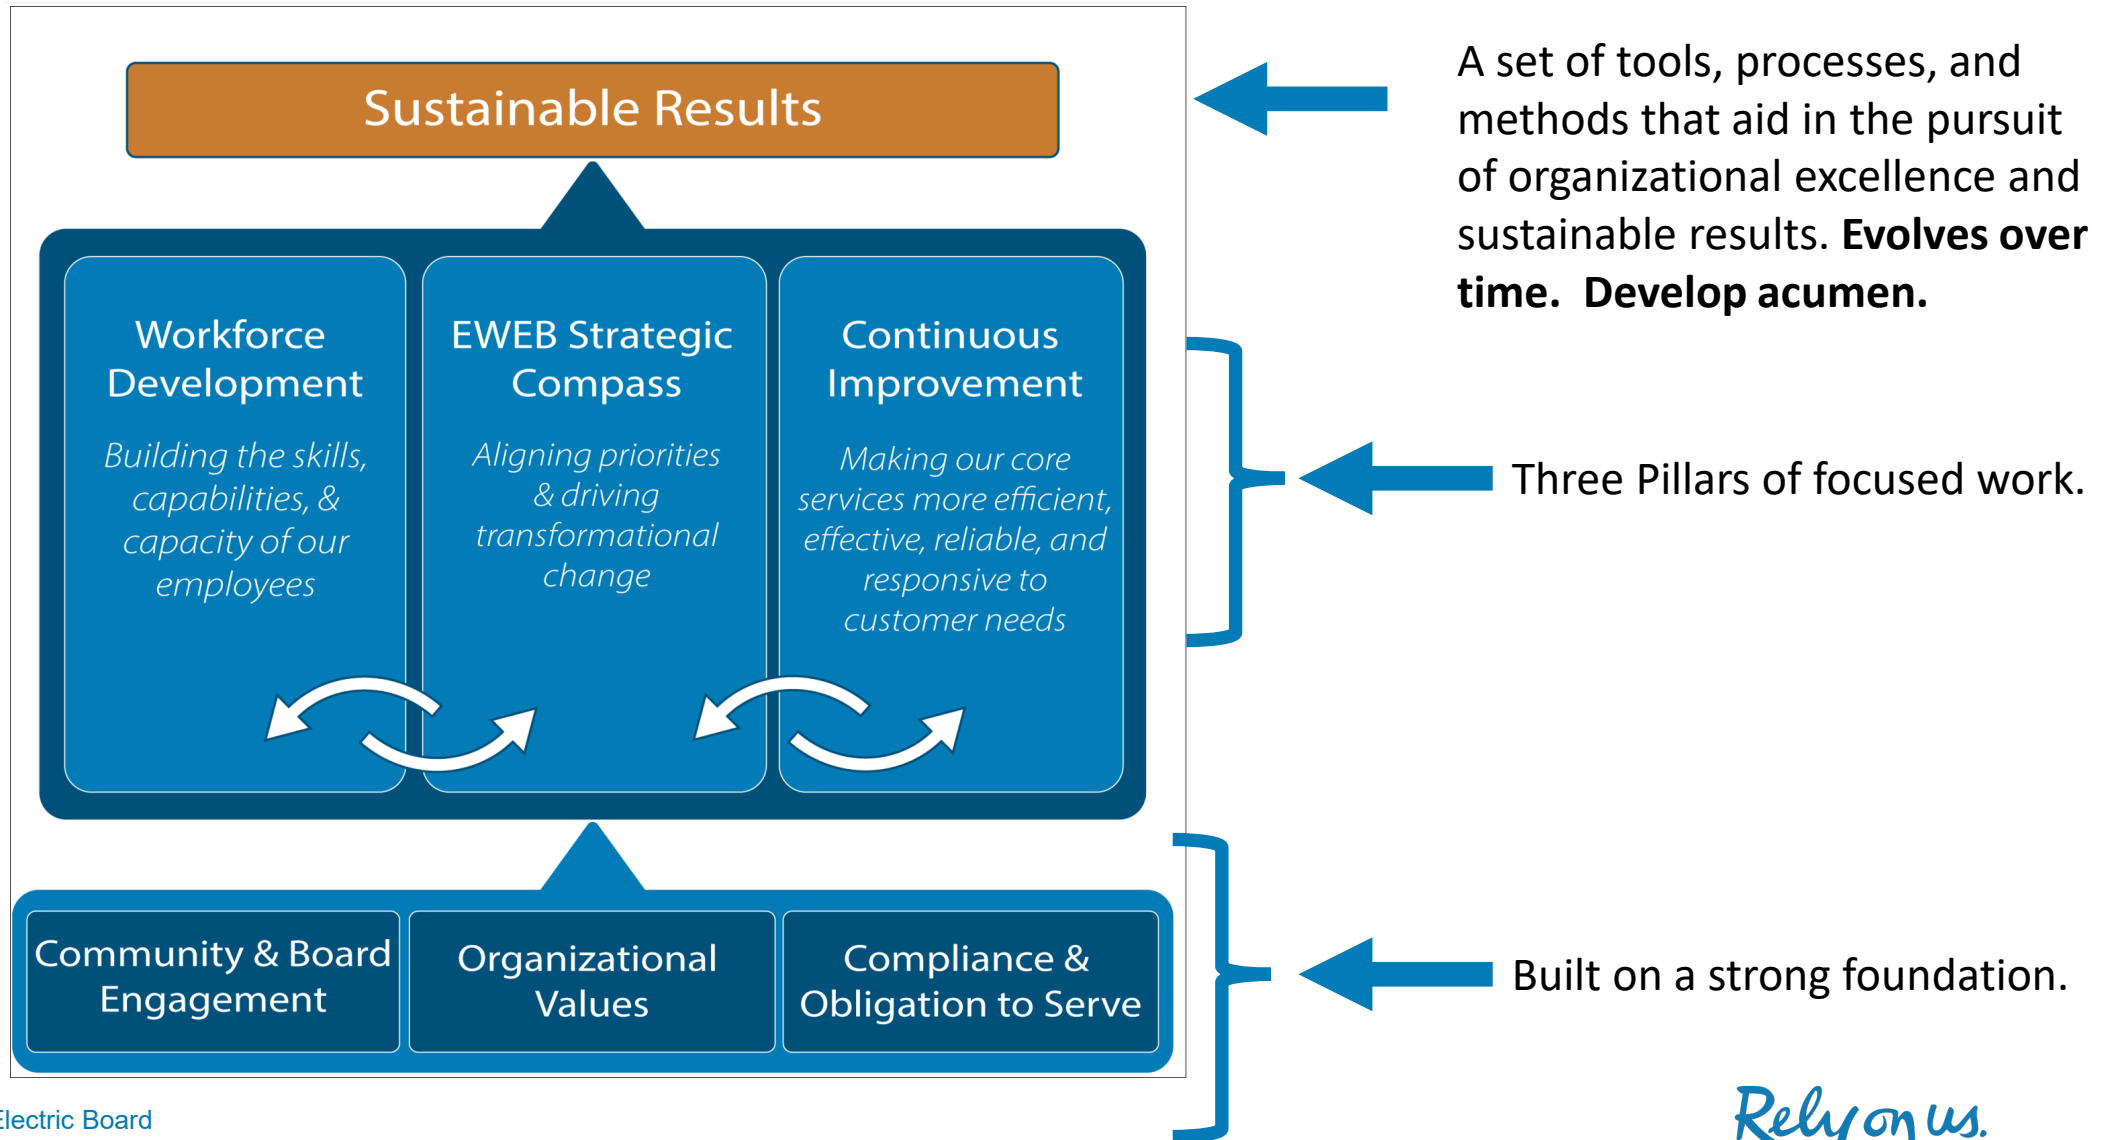 Sustainable Results
A set of tools, processes, and
methods that aid in the pursuit
of organizational excellence and
sustainable results. Evolves over
time.  Develop acumen.
Workforce
Development
Building the skills,
capabilities, &
capacity of our
employees
EWEB Strategic
Compass
Aligning priorities
& driving
transformational
change
Continuous
Improvement
Making our core
services more efficient,
effective, reliable, and
responsive to
customer needs
Three Pillars of focused work.
Community & Board
Engagement
Organizational
Values
Compliance &
Obligation to Serve
Built on a strong foundation.
Electric Board
Rely on us.